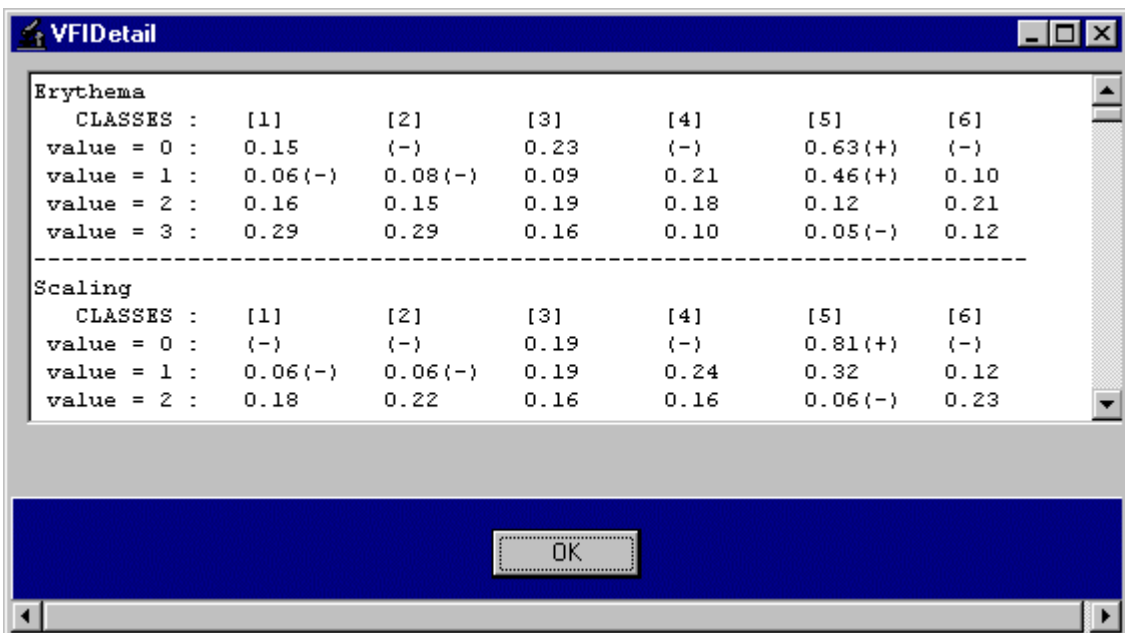 VFIDetail
Erythema
CLASSES : [1] [2] [3] [4] [5] [6]
value = 0 : 0.15 (-) 0.23 (-) 0.63(+) (-)
value = 1 : 0.06(-) 0.08(-) 0.09 0.21 0.46(+) 0.10
value = 2 : 0.16 0.15 0.19 0.18 0.12 0.21
value = 3 : 0.29 0.29 0.16 0.10 0.05(-) 0.12
-----------------------------------------------------------------------
Scaling
CLASSES : [1] [2] [3] [4] [5] [6]
value = 0 : (-) (-) 0.19 (-) 0.81(+) (-)
value = 1 : 0.06(-) 0.06(-) 0.19 0.24 0.32 0.12
value = 2 : 0.18 0.22 0.16 0.16 0.06(-) 0.23
OK